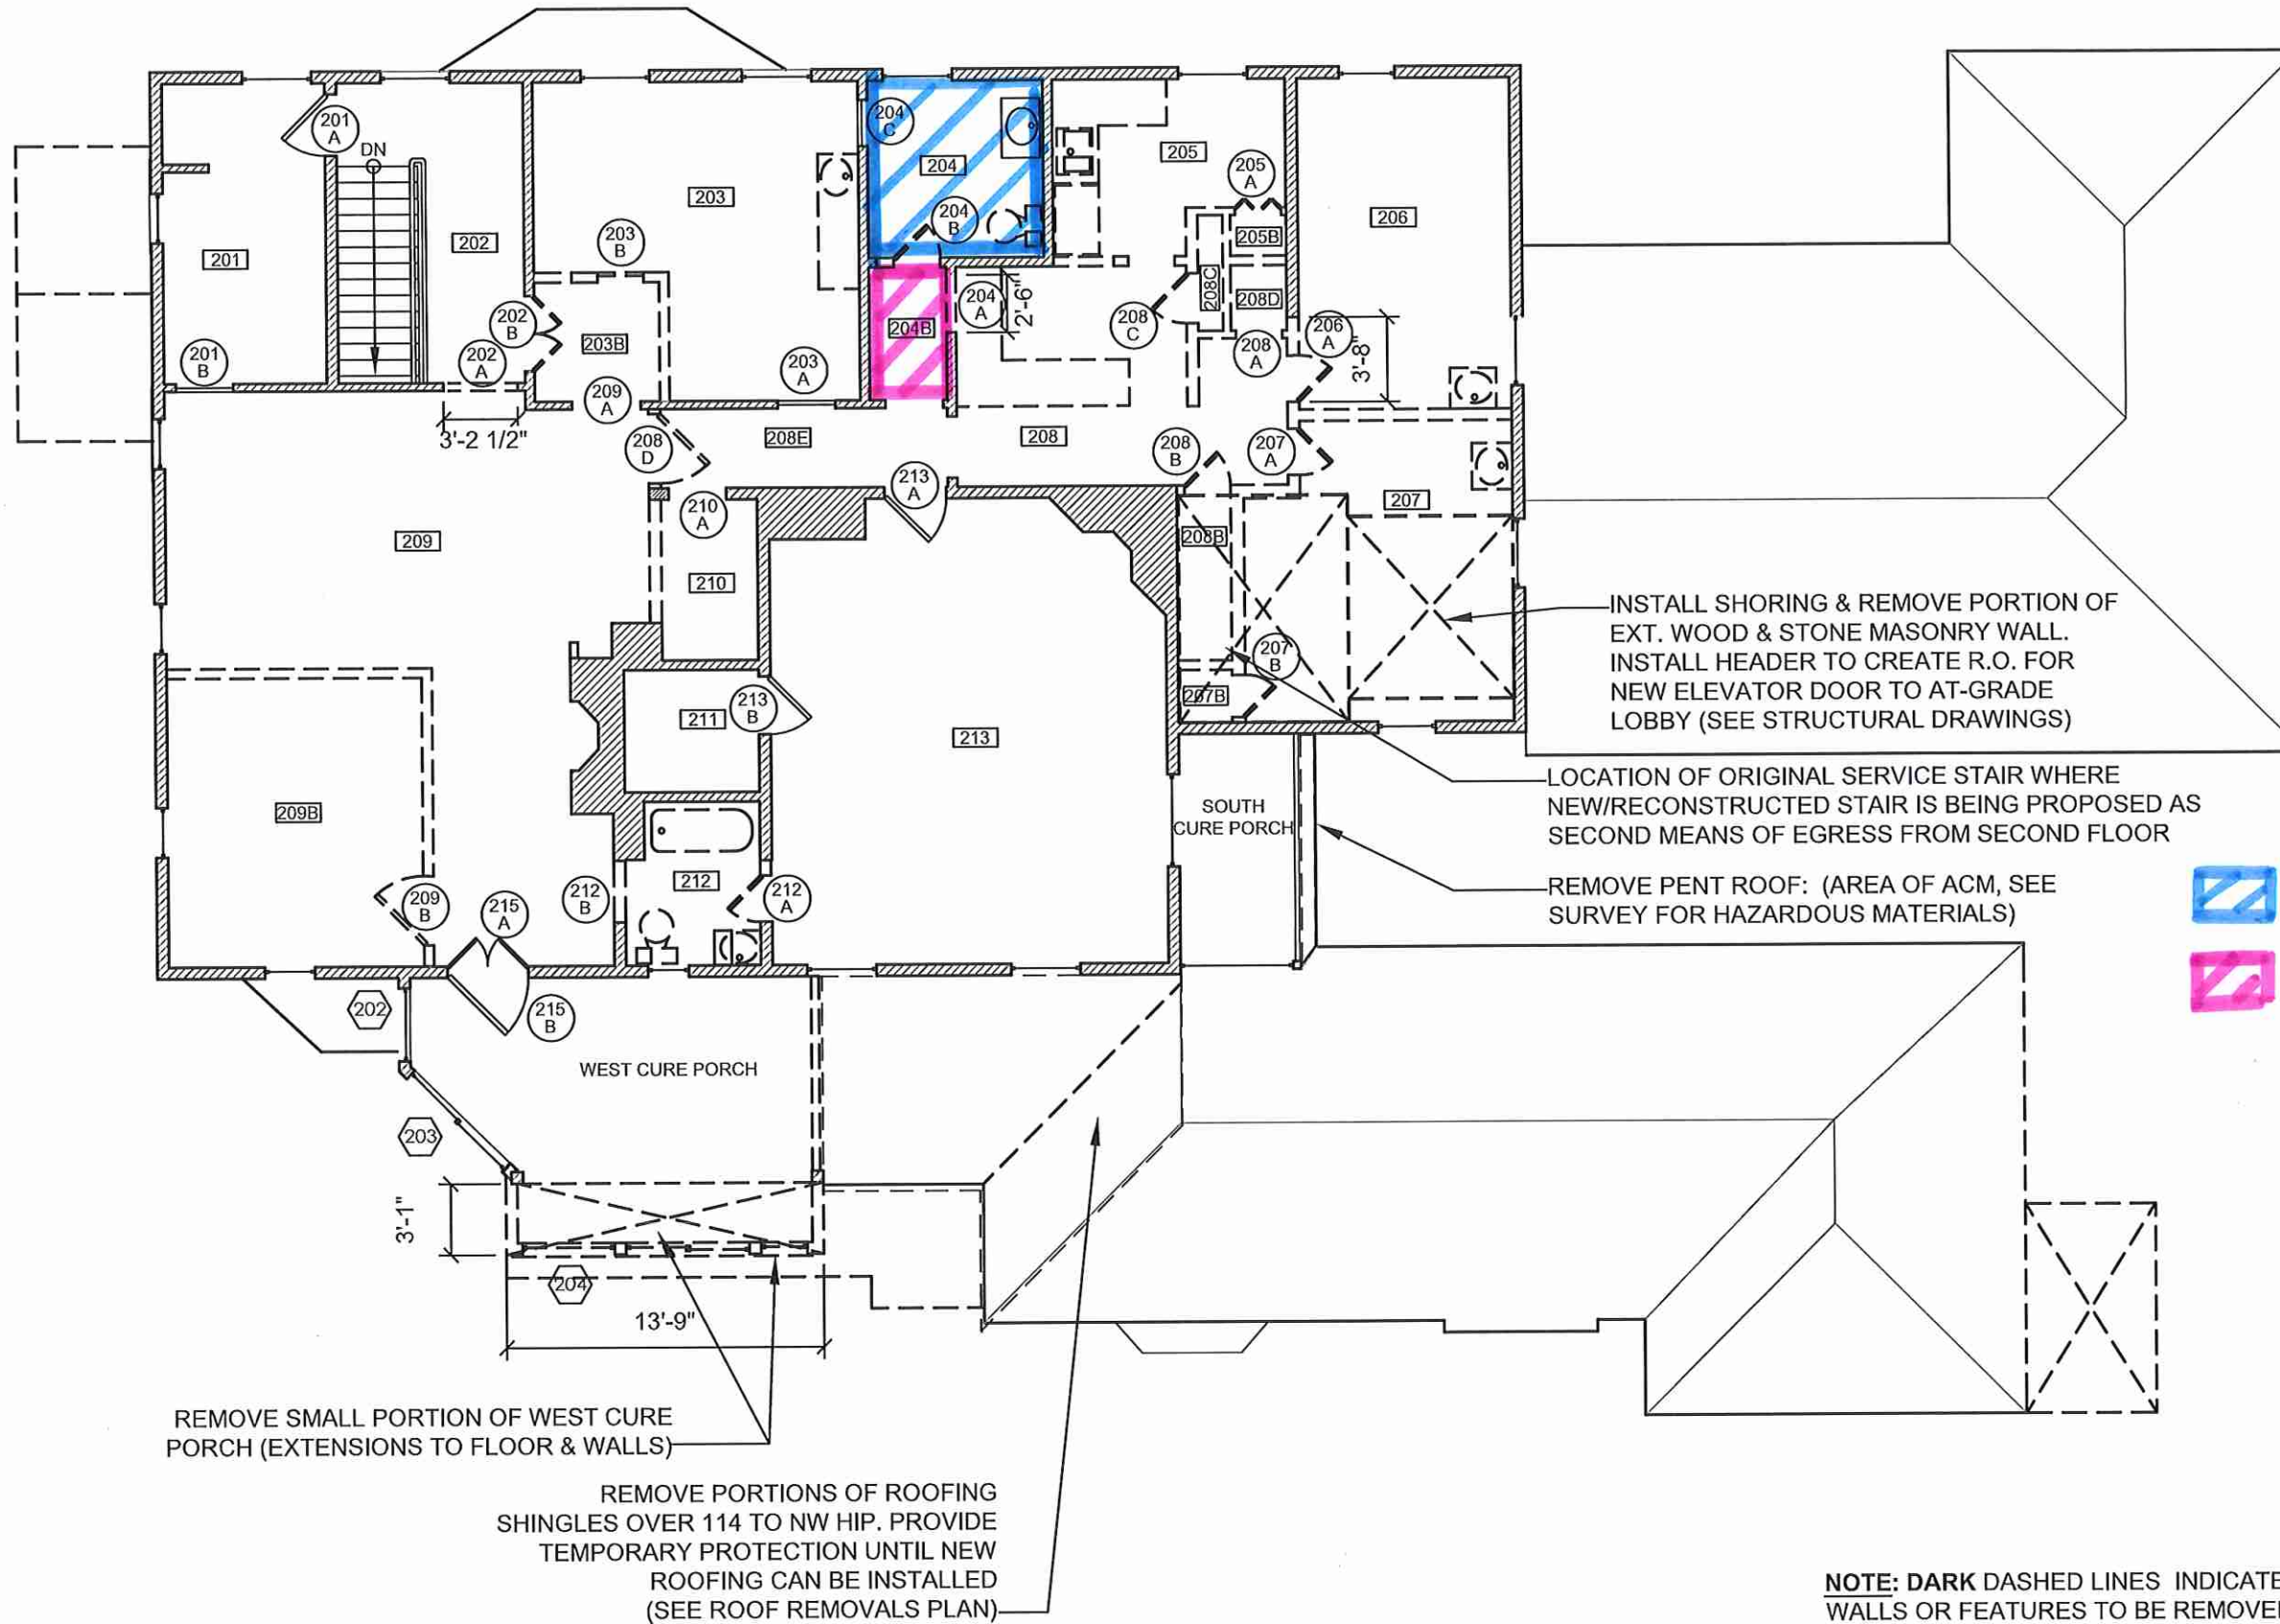 201
A
DN
204
C
204
205
205
A
203
204
B
206
203
B
202
205B
201
208C
208D
204
A
2'-6"
208
C
206
A
202
B
204B
203B
208
A
3'-8"
201
B
202
A
203
A
209
A
3'-2 1/2"
208
D
208E
208
208
B
207
A
213
A
210
A
207
209
208B
210
207
B
207B
213
B
211
213
209B
212
209
B
215
A
212
B
212
A
SOUTH
CURE PORCH
INSTALL SHORING & REMOVE PORTION OF
EXT. WOOD & STONE MASONRY WALL.
INSTALL HEADER TO CREATE R.O. FOR
NEW ELEVATOR DOOR TO AT-GRADE
LOBBY (SEE STRUCTURAL DRAWINGS)
LOCATION OF ORIGINAL SERVICE STAIR WHERE
NEW/RECONSTRUCTED STAIR IS BEING PROPOSED AS
SECOND MEANS OF EGRESS FROM SECOND FLOOR
REMOVE PENT ROOF: (AREA OF ACM, SEE
SURVEY FOR HAZARDOUS MATERIALS)
202
215
B
WEST CURE PORCH
203
3'-1"
204
13'-9"
REMOVE SMALL PORTION OF WEST CURE
PORCH (EXTENSIONS TO FLOOR & WALLS)
REMOVE PORTIONS OF ROOFING
SHINGLES OVER 114 TO NW HIP. PROVIDE
TEMPORARY PROTECTION UNTIL NEW
ROOFING CAN BE INSTALLED
(SEE ROOF REMOVALS PLAN)
NOTE: DARK DASHED LINES INDICATE
WALLS OR FEATURES TO BE REMOVED